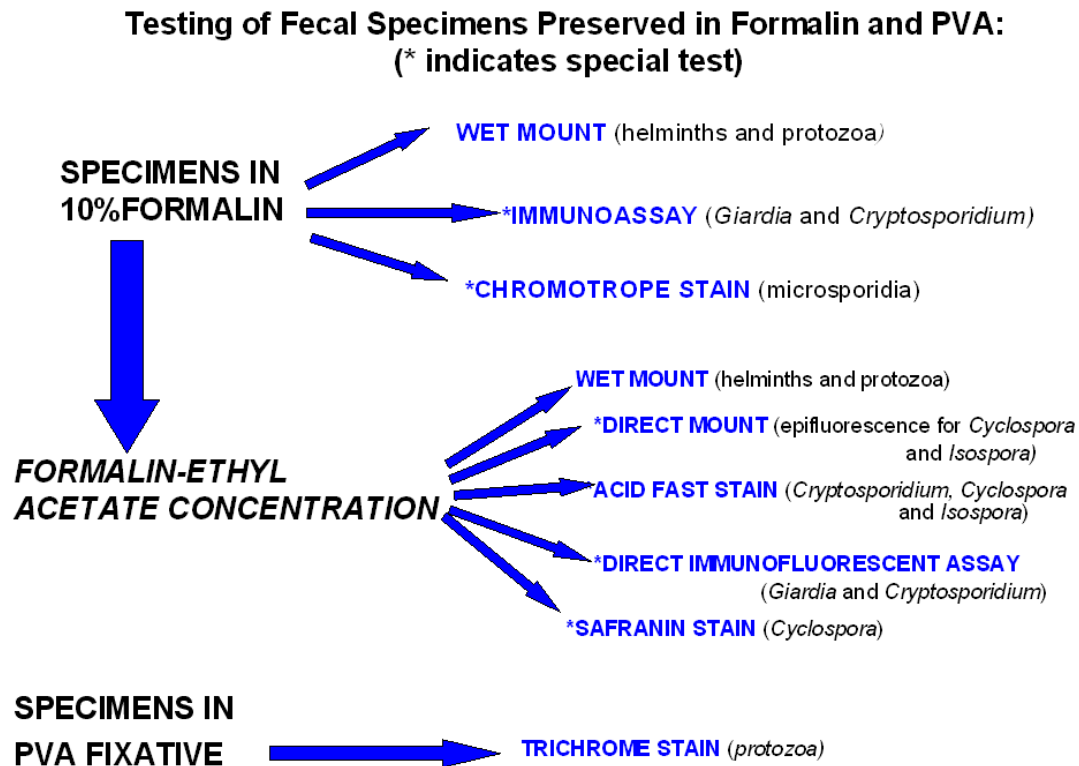 Testing of Fecal Specimens Preserved in Formalin and PVA:
(* indicates special test)
WET MOUNT (helminths and protozoa)
SPECIMENS IN
10%FORMALIN
*IMMUNOASSAY (Giardia and Cryptosporidium)
*CHROMOTROPE STAIN (microsporidia)
WET MOUNT (helminths and protozoa)
*DIRECT MOUNT (epifluorescence for Cyclospora
and Isospora)
FORMALIN-ETHYL
ACETATE CONCENTRATION
*ACID FAST STAIN (Cryptosporidium, Cyclospora
and Isospora)
*DIRECT IMMUNOFLUORESCENT ASSAY
(Giardia and Cryptosporidium)
*SAFRANIN STAIN (Cyclospora)
SPECIMENS IN
PVA FIXATIVE
TRICHROME STAIN (protozoa)